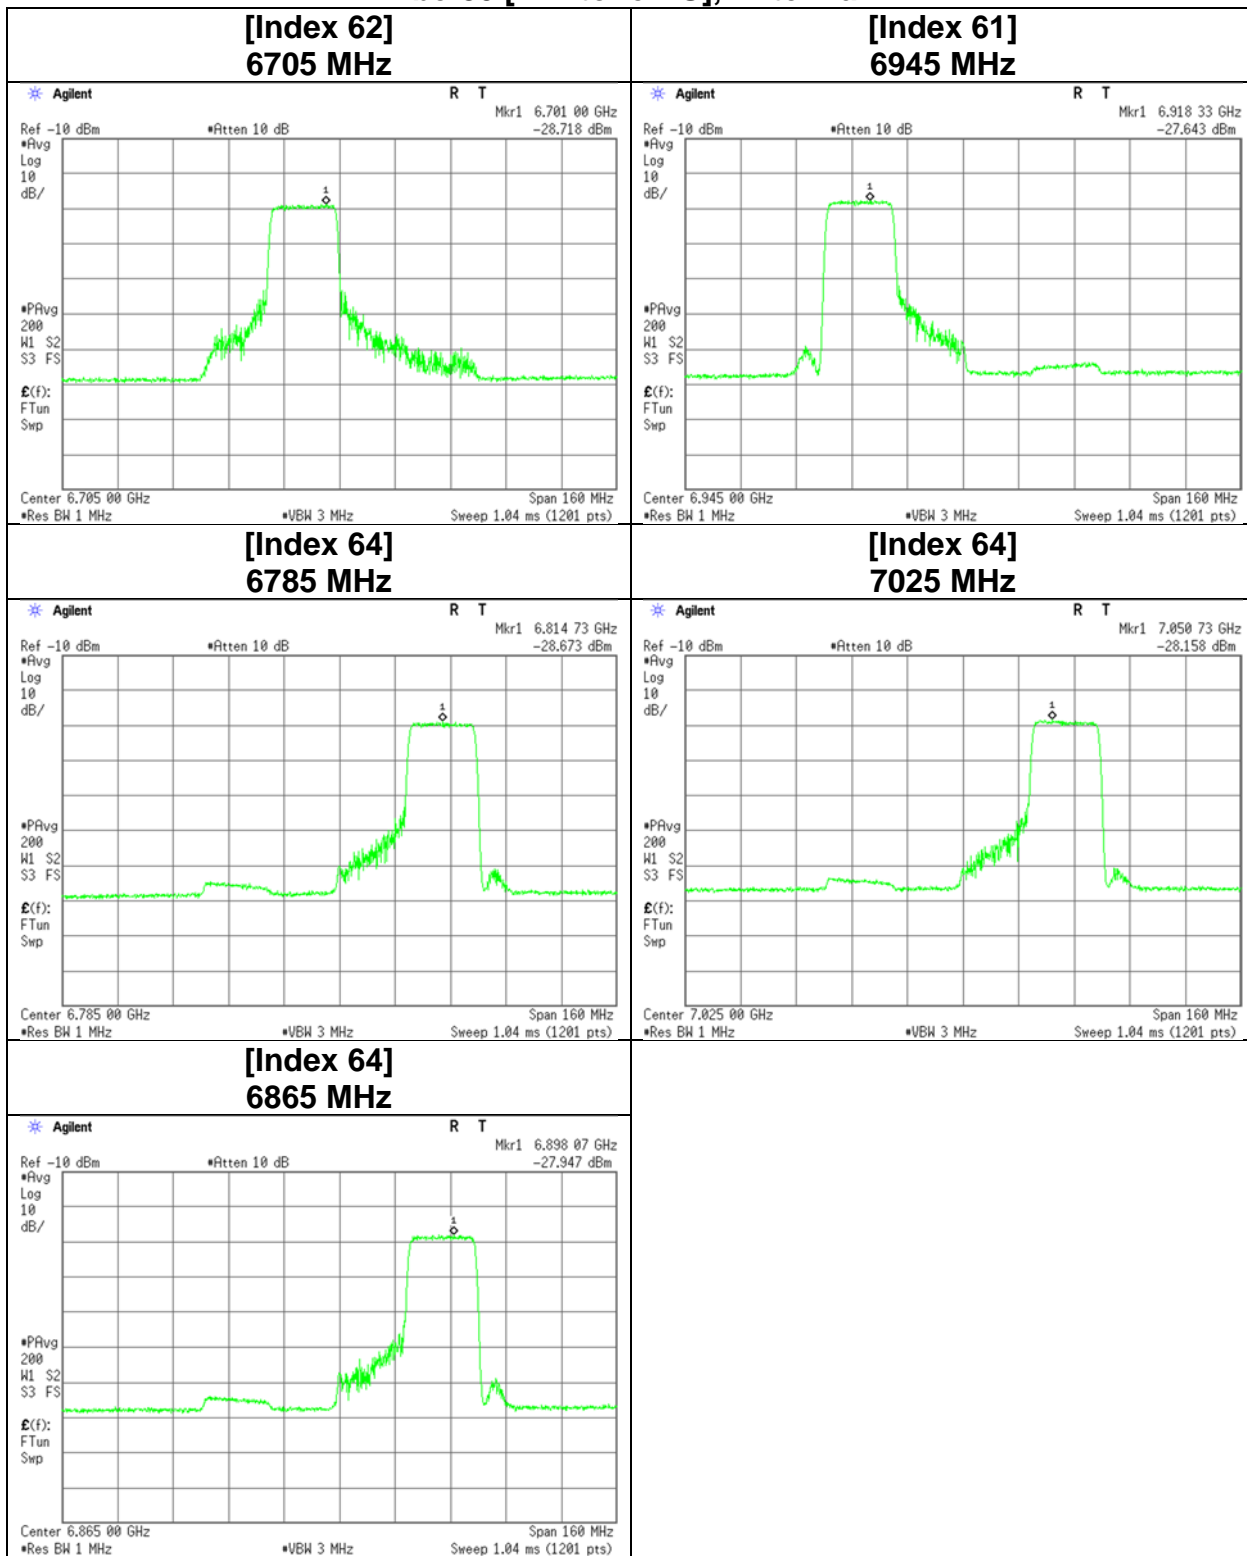 [Index 62]
6705 MHz
Agilent
R T
Mkr1 6.701 00 GHz
Ref -10 dBm
*Atten 10 dB
-28.718 dBm
*Avg
Log
10
dB/
1
*PAvg
200
W1 S2
S3 FS
£(f):
FTun
Swp
Center 6.705 00 GHz
Span 160 MHz
*Res BW 1 MHz
*VBW 3 MHz
Sweep 1.04 ms (1201 pts)
[Index 61]
6945 MHz
Agilent
R T
Mkr1 6.918 33 GHz
Ref -10 dBm
*Atten 10 dB
-27.643 dBm
*Avg
Log
10
dB/
1
*PAvg
200
W1 S2
S3 FS
£(f):
FTun
Swp
Center 6.945 00 GHz
Span 160 MHz
*Res BW 1 MHz
*VBW 3 MHz
Sweep 1.04 ms (1201 pts)
[Index 64]
6785 MHz
Agilent
R T
Mkr1 6.814 73 GHz
Ref -10 dBm
*Atten 10 dB
-28.673 dBm
*Avg
Log
10
dB/
1
*PAvg
200
W1 S2
S3 FS
£(f):
FTun
Swp
Center 6.785 00 GHz
Span 160 MHz
*Res BW 1 MHz
*VBW 3 MHz
Sweep 1.04 ms (1201 pts)
[Index 64]
7025 MHz
Agilent
R T
Mkr1 7.050 73 GHz
Ref -10 dBm
*Atten 10 dB
-28.158 dBm
*Avg
Log
10
dB/
1
*PAvg
200
W1 S2
S3 FS
£(f):
FTun
Swp
Center 7.025 00 GHz
Span 160 MHz
*Res BW 1 MHz
*VBW 3 MHz
Sweep 1.04 ms (1201 pts)
[Index 64]
6865 MHz
Agilent
R T
Mkr1 6.898 07 GHz
Ref -10 dBm
*Atten 10 dB
-27.947 dBm
*Avg
Log
10
dB/
1
*PAvg
200
W1 S2
S3 FS
£(f):
FTun
Swp
Center 6.865 00 GHz
Span 160 MHz
*Res BW 1 MHz
*VBW 3 MHz
Sweep 1.04 ms (1201 pts)